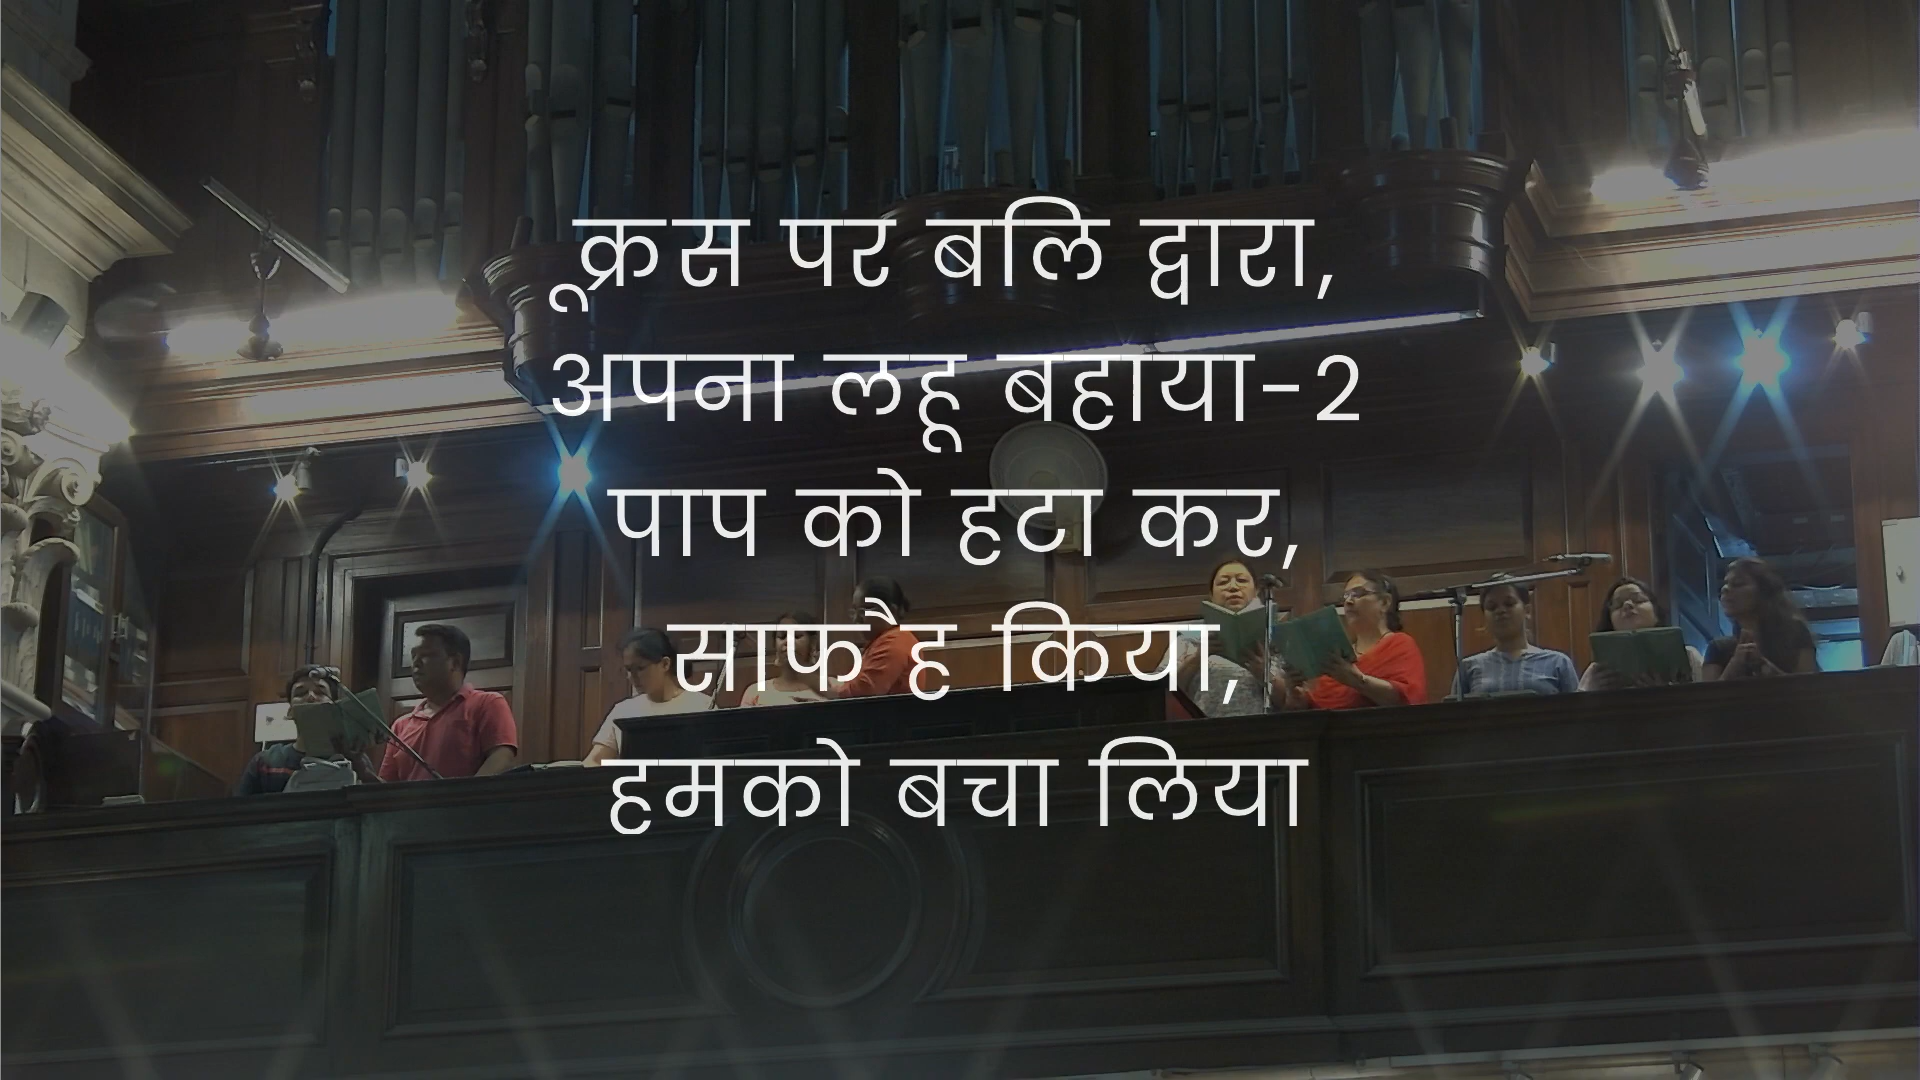 क्रूस पर बलि द्वारा,
अपना लहू बहाया-2
पाप को हटा कर,
साफ है किया,
हमको बचा लिया